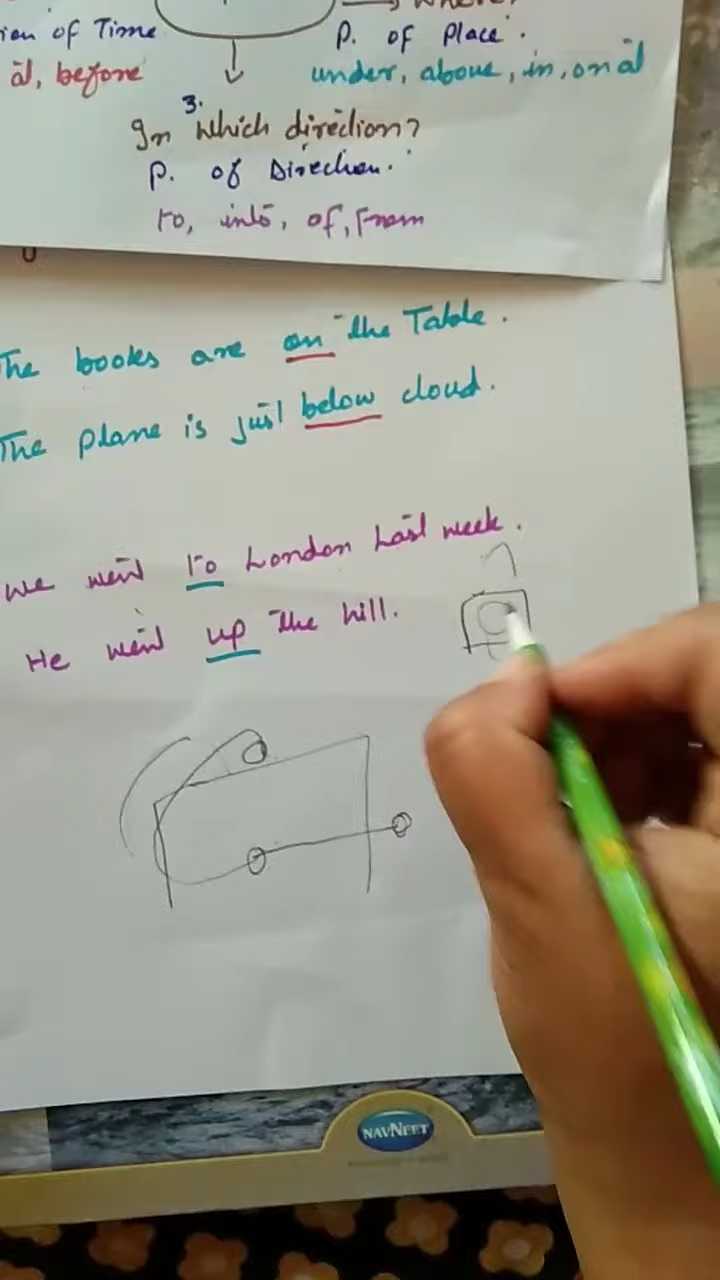 where?
ion of Time
P. of Place.
at, before
under, above, in, on at
3.
In which direction?
P. of Direction.
to, into, of, From
The books are on the Table.
The plane is just below cloud.
We went to London Last week.
He went up the hill.
NAVNEET